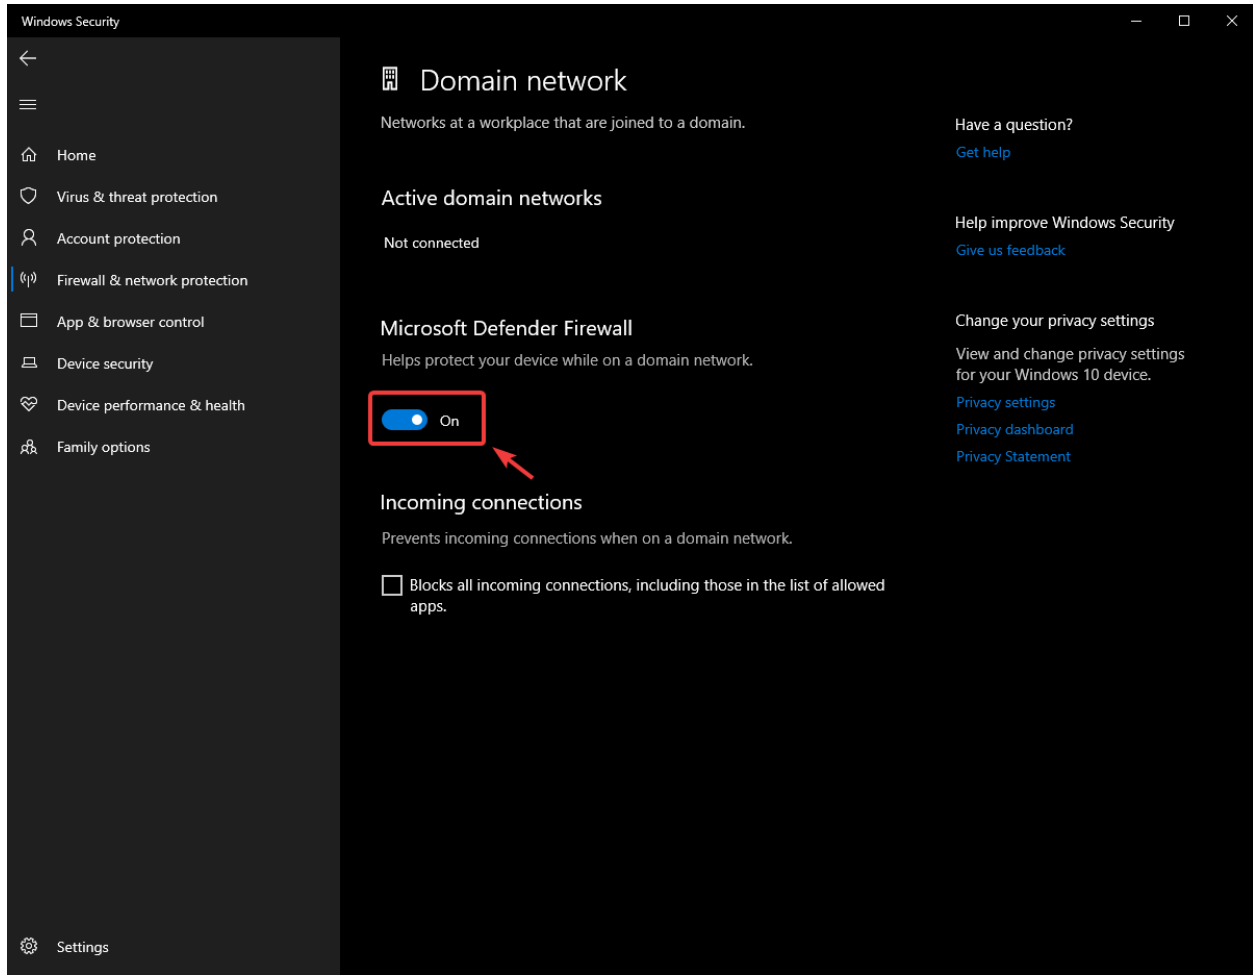 Windows Security
Home
Virus & threat protection
Account protection
Firewall & network protection
App & browser control
Device security
Device performance & health
Family options
Settings
Domain network
Networks at a workplace that are joined to a domain.
Active domain networks
Not connected
Microsoft Defender Firewall
Helps protect your device while on a domain network.
On
Incoming connections
Prevents incoming connections when on a domain network.
Blocks all incoming connections, including those in the list of allowed
apps.
Have a question?
Get help
Help improve Windows Security
Give us feedback
Change your privacy settings
View and change privacy settings
for your Windows 10 device.
Privacy settings
Privacy dashboard
Privacy Statement